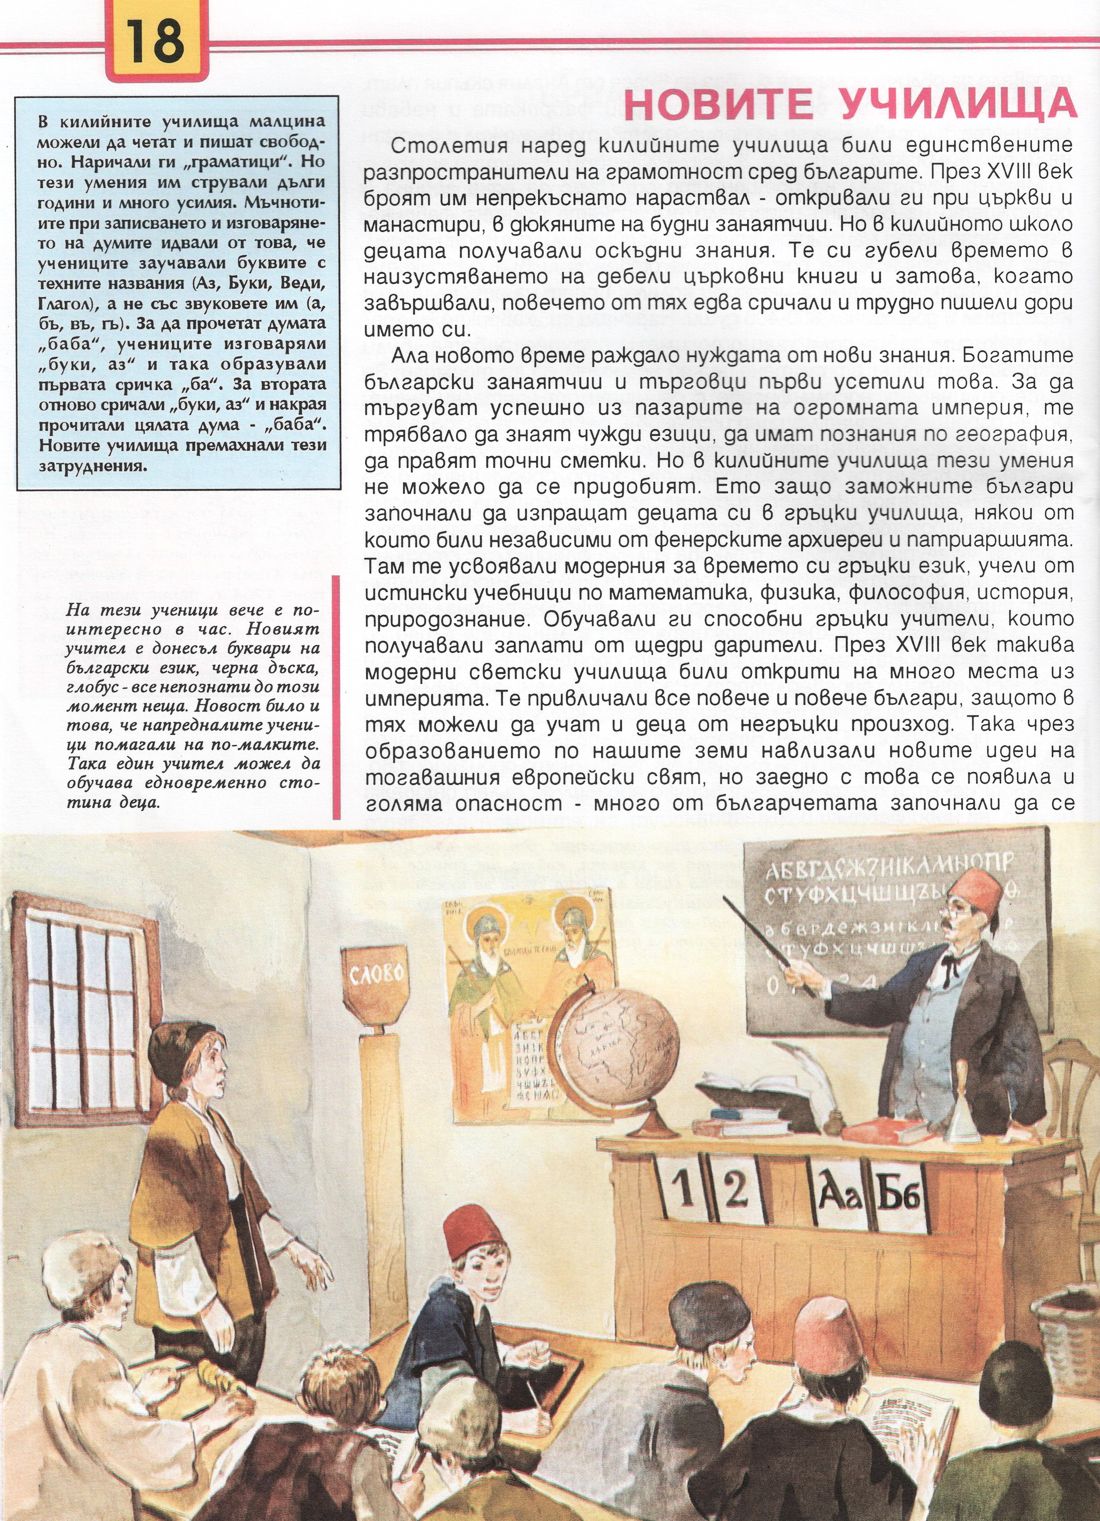 18
В килийните училища малцина
можели да четат и пишат свобод-
но. Наричали ги „граматици“. Но
тези умения им стрували дълги
години и много усилия. Мъчноти-
ите при записването и изговаряне-
то на думите идвали от това, че
учениците заучавали буквите с
техните названия (Аз, Буки, Веди,
Глагол), а не със звуковете им (а,
бъ, въ, гъ). За да прочетат думата
„баба“, учениците изговаряли
„буки, аз“ и така образували
първата сричка „ба“. За втората
отново сричали „буки, аз“ и накрая
прочитали цялата дума - „баба“.
Новите училища премахнали тези
затруднения.
На тези ученици вече е по-
интересно в час. Новият
учител е донесъл буквари на
български език, черна дъска,
глобус - все непознати до този
момент неща. Новост било и
това, че напредналите учени-
ци помагали на по-малките.
Така един учител можел да
обучава едновременно сто-
тина деца.
НОВИТЕ УЧИЛИЩА
Столетия наред килийните училища били единствените
разпространители на грамотност сред българите. През XVIII век
броят им непрекъснато нараствал - откривали ги при църкви и
манастири, в дюкяните на будни занаятчии. Но в килийното школо
децата получавали оскъдни знания. Те си губели времето в
наизустяването на дебели църковни книги и затова, когато
завършвали, повечето от тях едва сричали и трудно пишели дори
името си.
Ала новото време раждало нуждата от нови знания. Богатите
български занаятчии и търговци първи усетили това. За да
търгуват успешно из пазарите на огромната империя, те
трябвало да знаят чужди езици, да имат познания по география,
да правят точни сметки. Но в килийните училища тези умения
не можело да се придобият. Ето защо заможните българи
започнали да изпращат децата си в гръцки училища, някои от
които били независими от фенерските архиереи и патриаршията.
Там те усвоявали модерния за времето си гръцки език, учели от
истински учебници по математика, физика, философия, история,
природознание. Обучавали ги способни гръцки учители, които
получавали заплати от щедри дарители. През XVIII век такива
модерни светски училища били открити на много места из
империята. Те привличали все повече и повече българи, защото в
тях можели да учат и деца от негръцки произход. Така чрез
образованието по нашите земи навлизали новите идеи на
тогавашния европейски свят, но заедно с това се появила и
голяма опасност - много от българчетата започнали да се
СЛОВО
1 2 Аа Бб